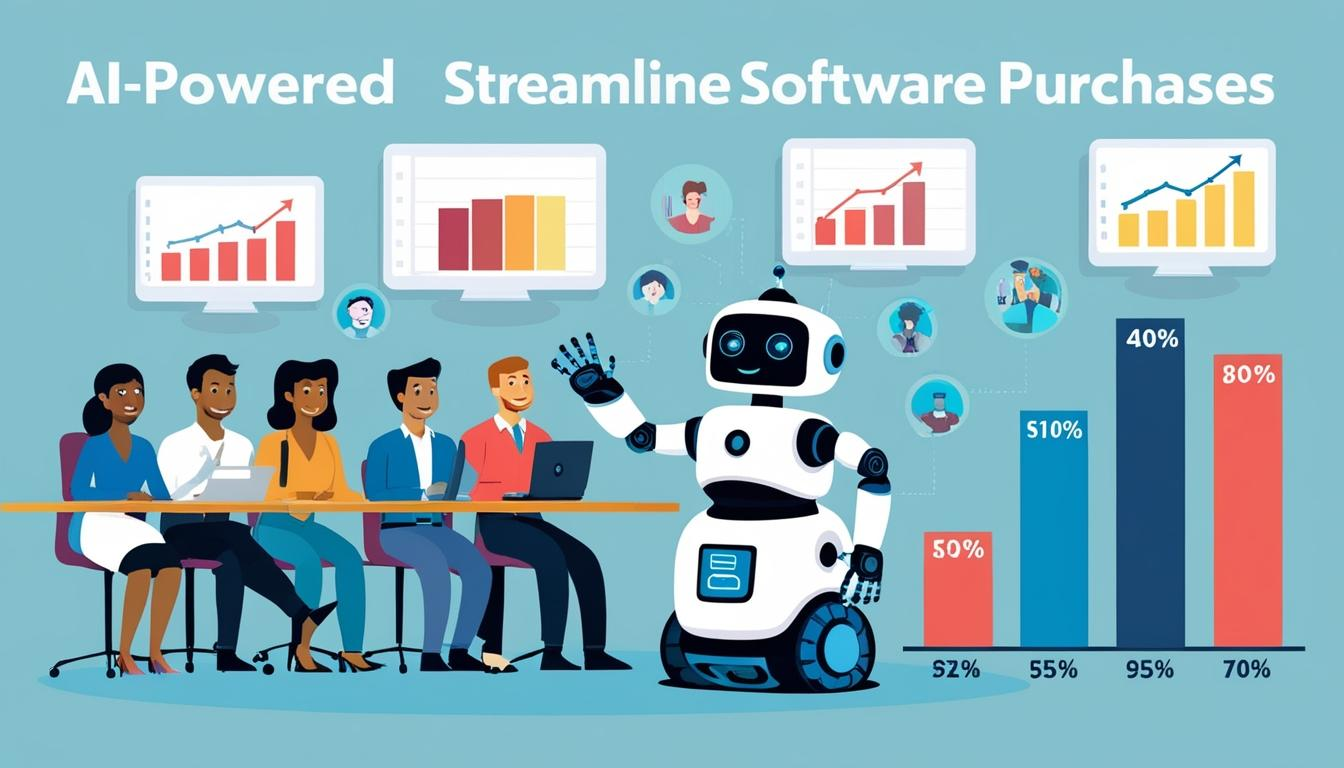 AI-Powered Streamline Software Purchases
40%
80%
S10%
50%
S2% 55% 95% 70%